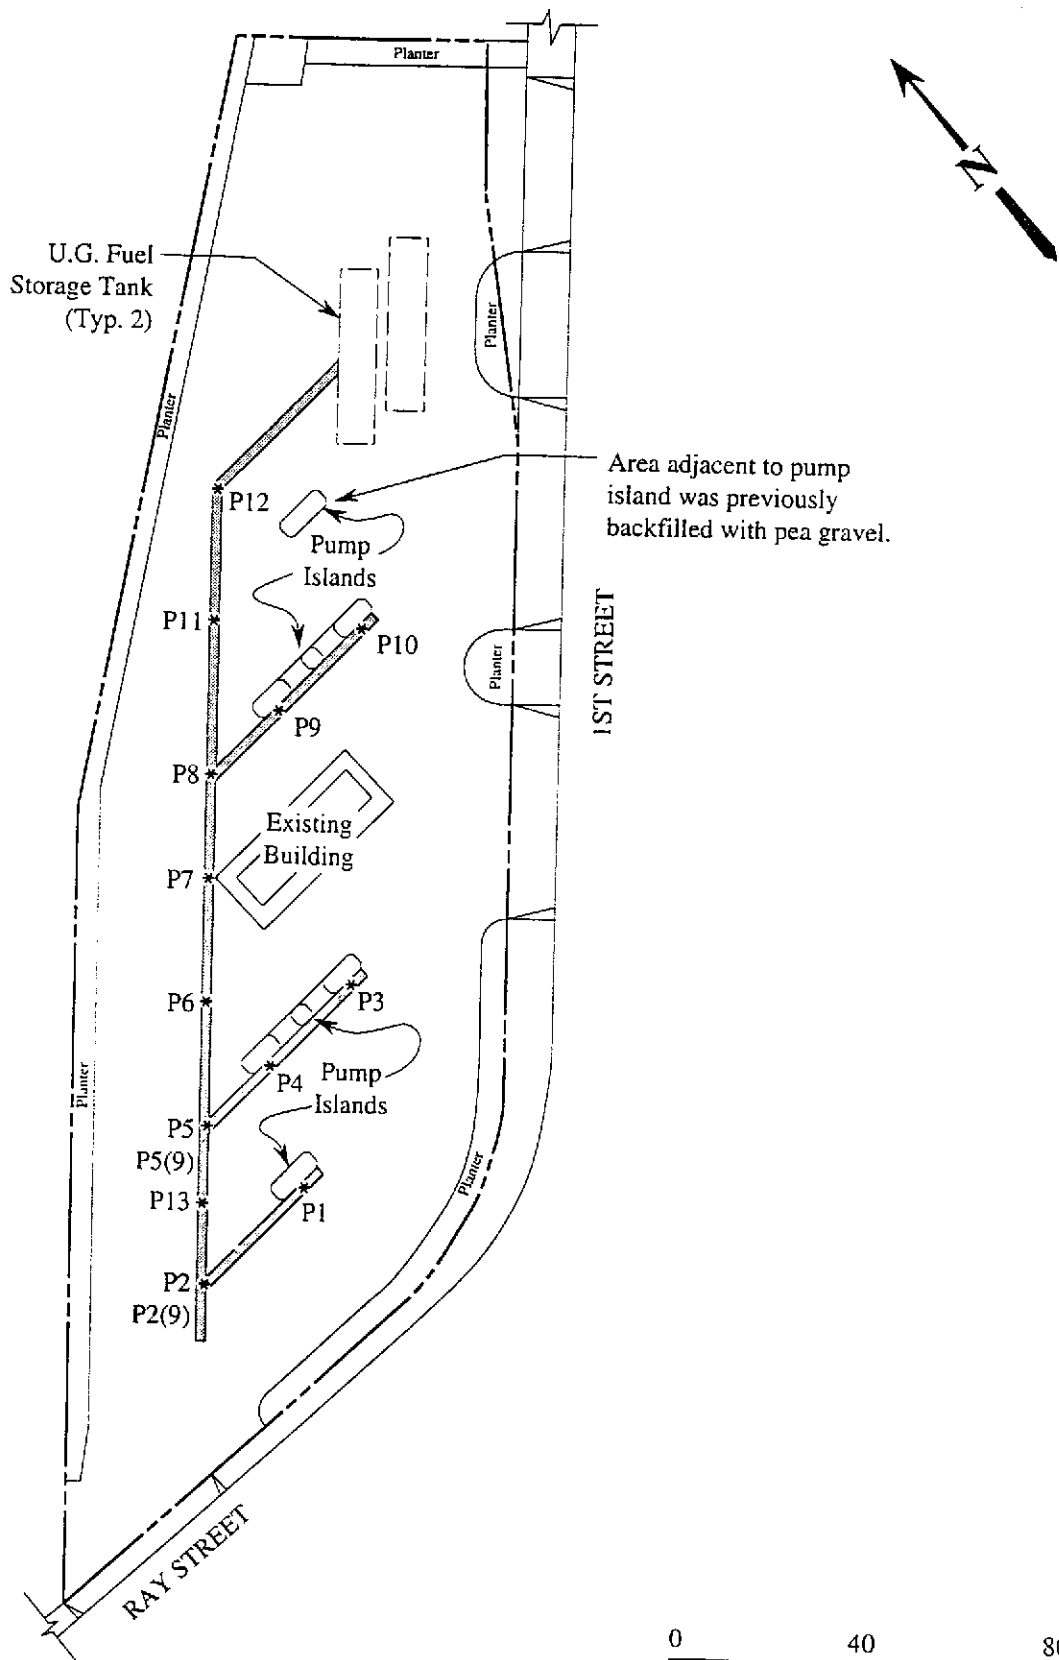 Planter
N
U.G. Fuel
Storage Tank
(Typ. 2)
Planter
Planter
Area adjacent to pump
island was previously
backfilled with pea gravel.
P12
Pump
Islands
P11
P10
1ST STREET
Planter
P9
P8
Existing
Building
P7
P6
P3
P4
Pump
Islands
Planter
P5
P5(9)
P13
P1
Planter
P2
P2(9)
RAY STREET
0 40